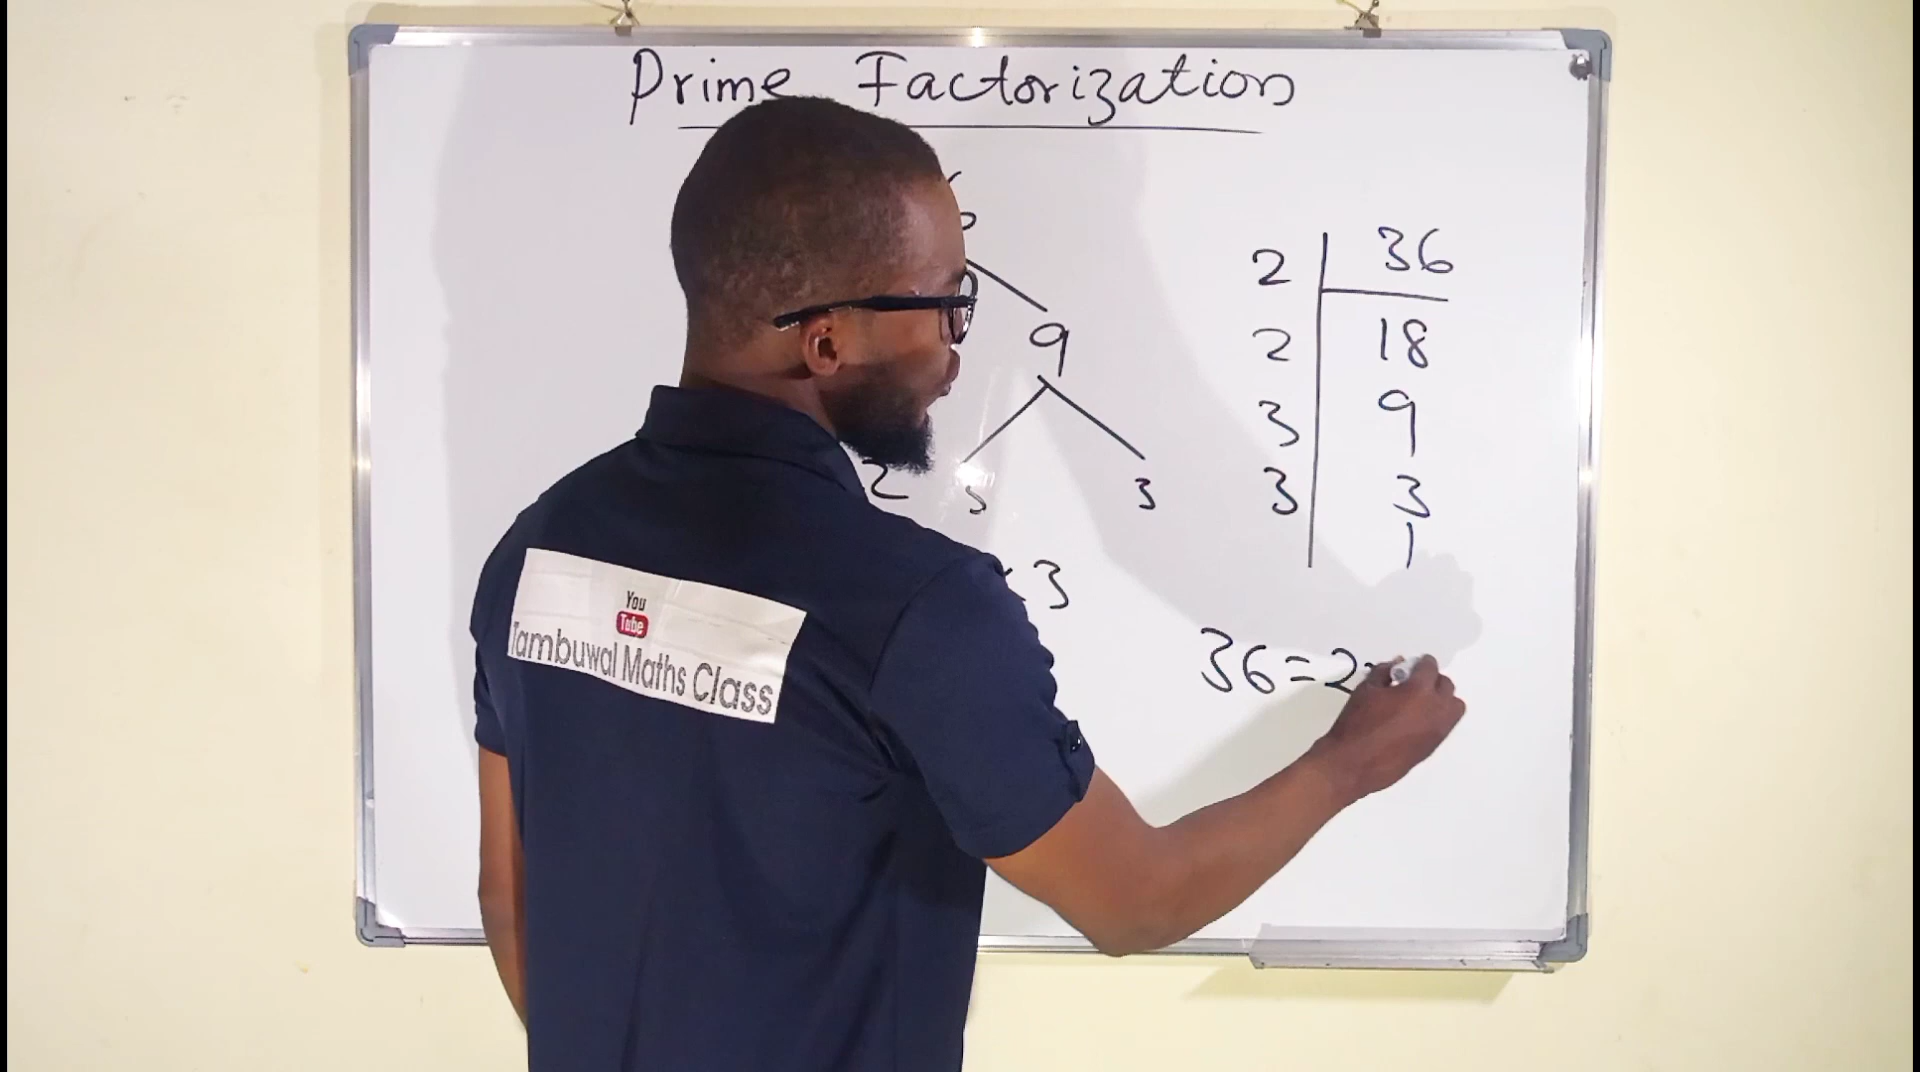 Prime Factorization
2 36
9
2 18
3 9
2 3
3 3
1
3
36=2
You
Tube
Tambuwal Maths Class